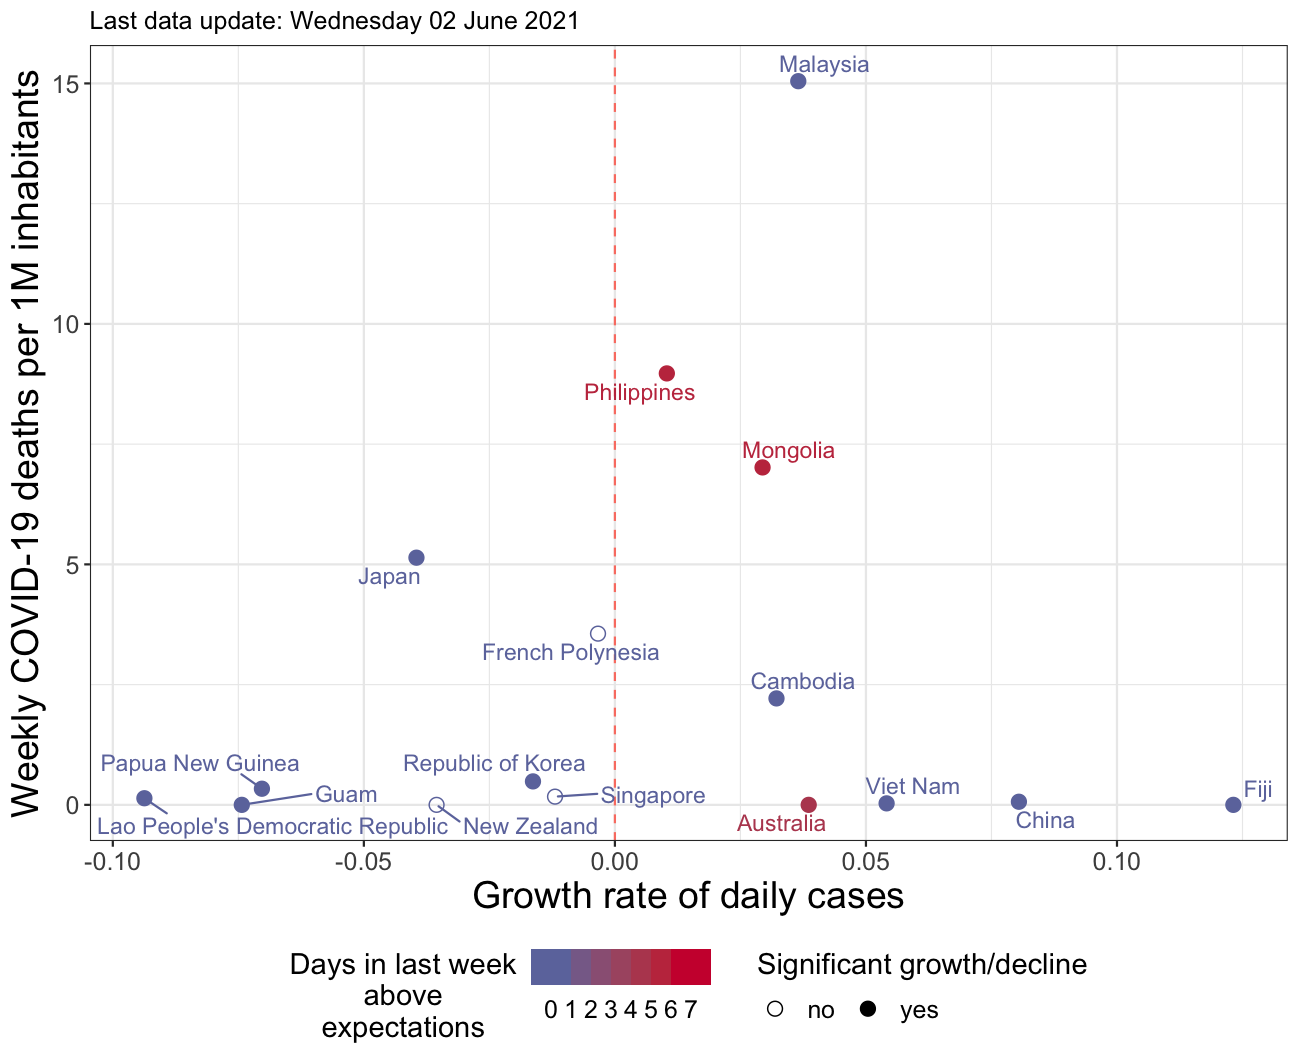 Last data update: Wednesday 02 June 2021
Weekly COVID-19 deaths per 1M inhabitants
15
10
5
0
Malaysia
Philippines
Mongolia
Japan
French Polynesia
Cambodia
Papua New Guinea
Republic of Korea
Viet Nam
Fiji
Guam
Singapore
Lao People's Democratic Republic
New Zealand
Australia
China
-0.10 -0.05 0.00 0.05 0.10
Growth rate of daily cases
Days in last week
above
expectations
0 1 2 3 4 5 6 7
Significant growth/decline
no yes